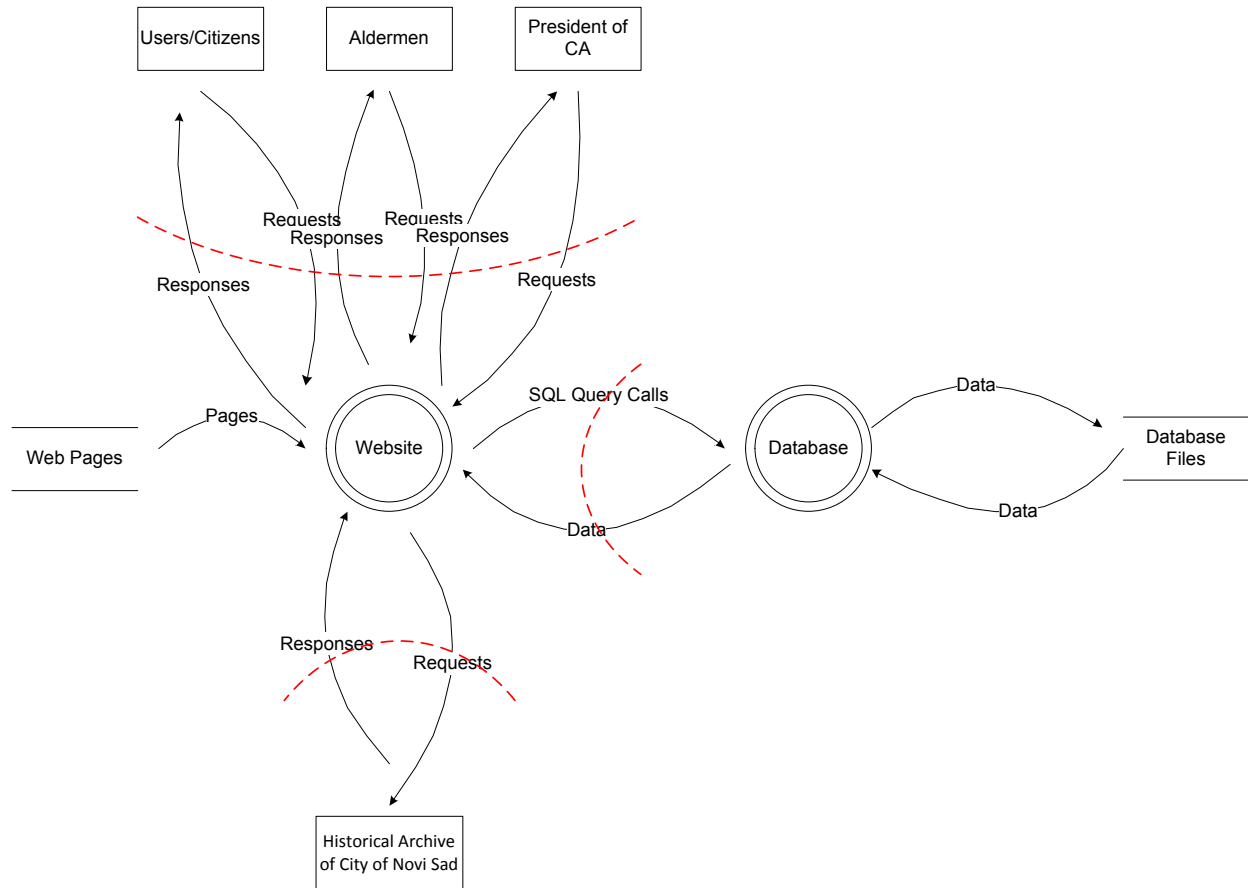 Users/Citizens
Aldermen
President of
CA
Requests
Responses
Requests
Responses
Responses
Requests
Pages
SQL Query Calls
Data
Web Pages
Website
Database
Database
Files
Data
Data
Responses
Requests
Historical Archive
of City of Novi Sad